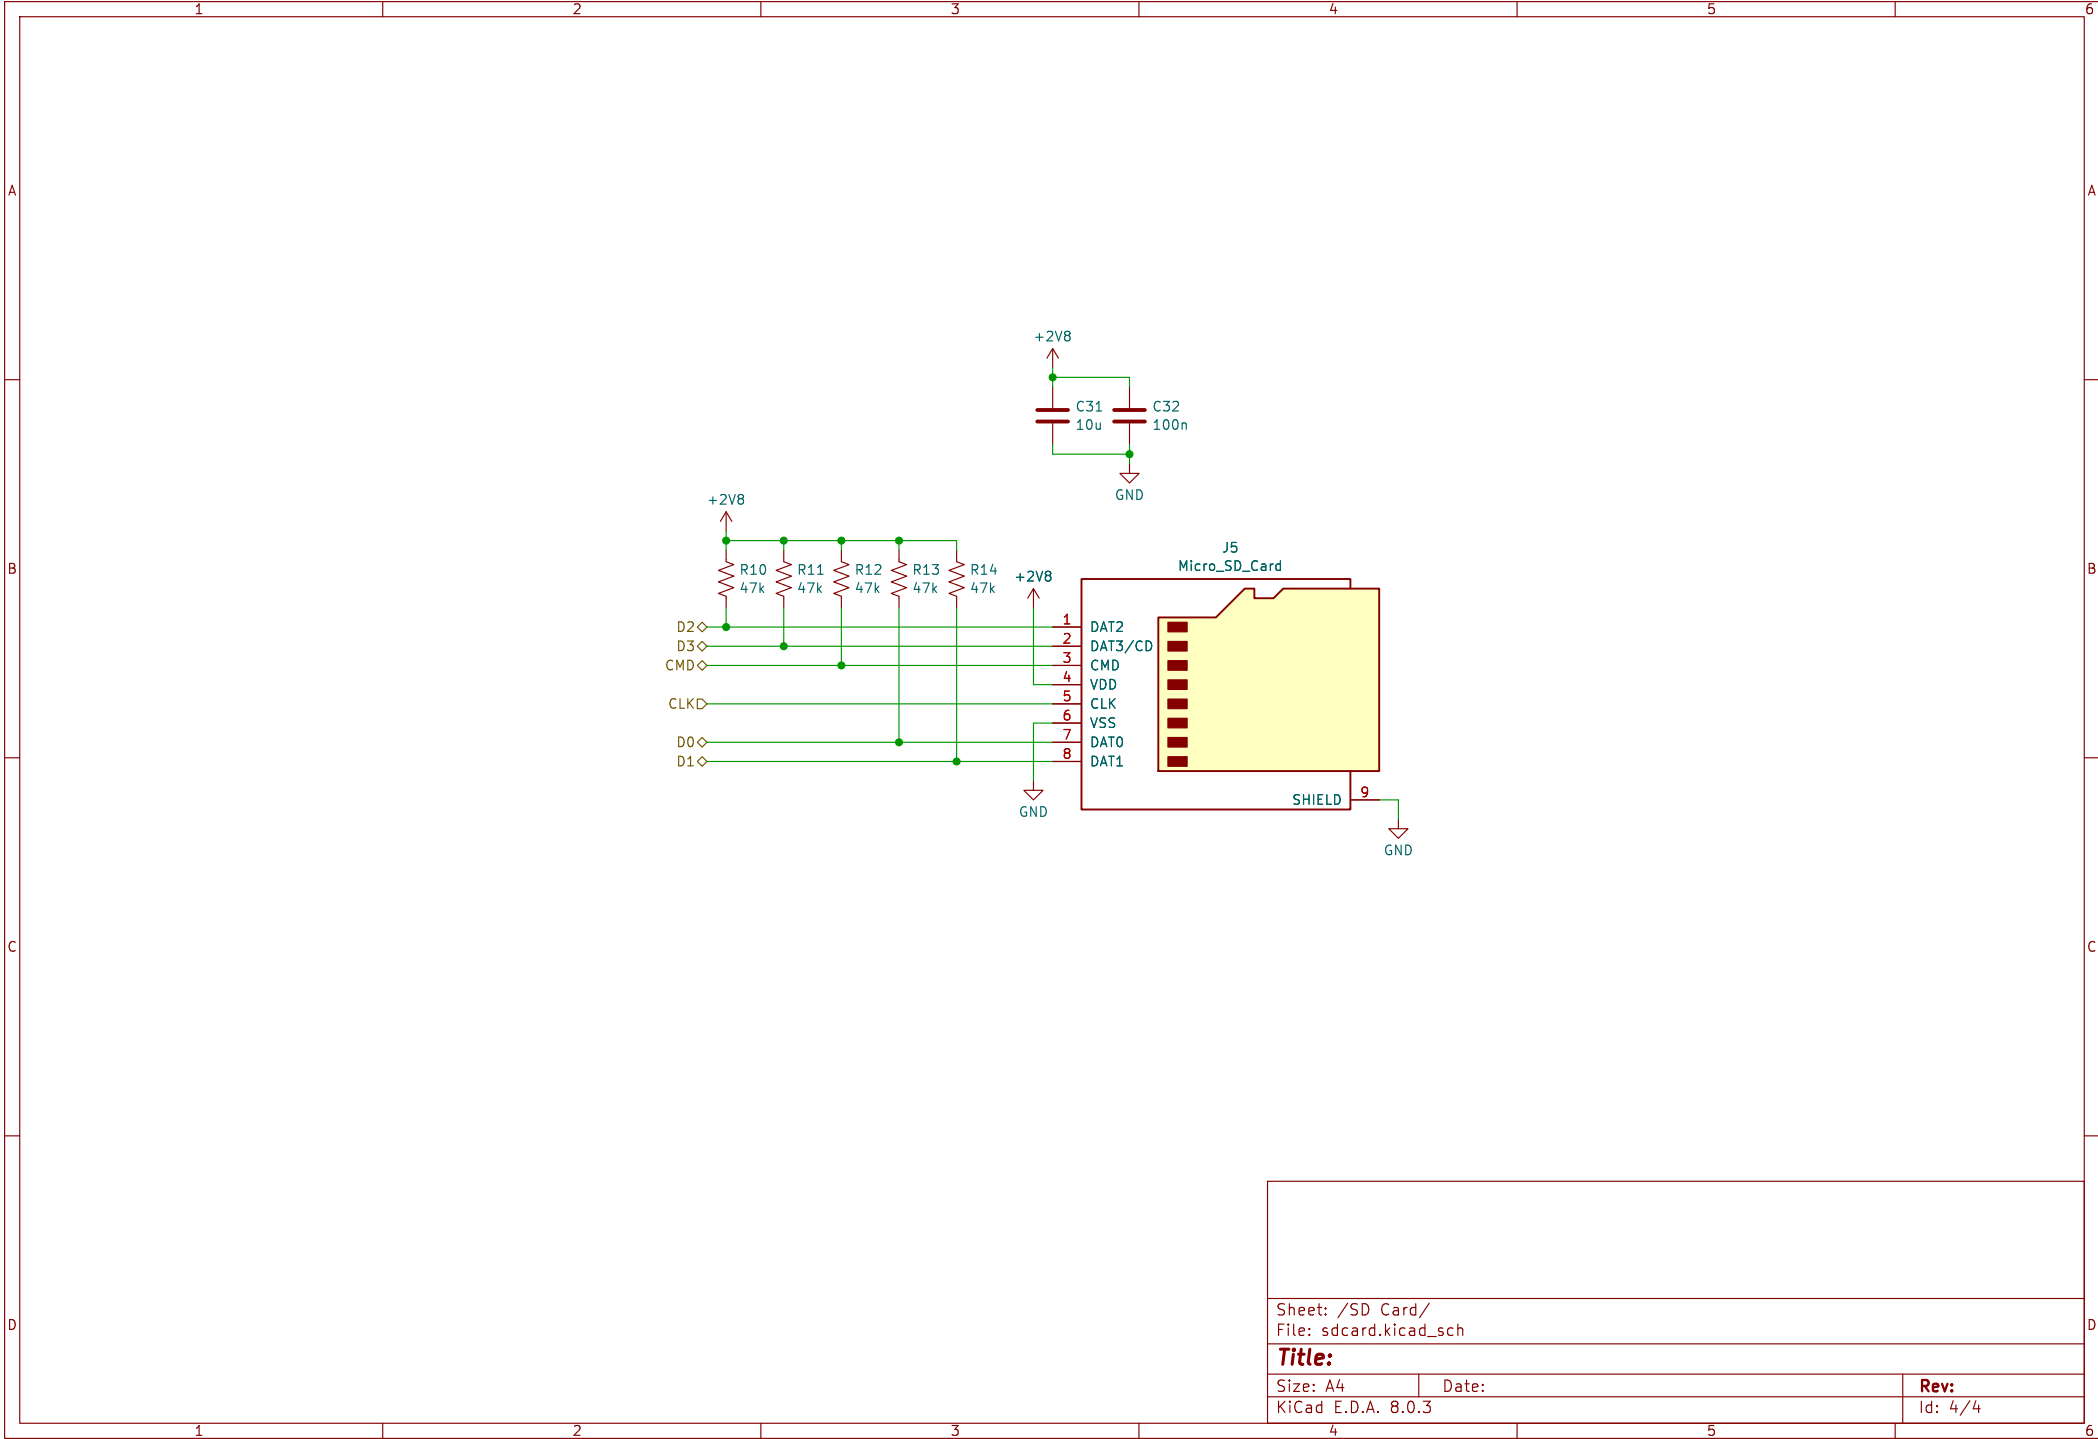 1 2 3 4 5 6
A A
+2V8
C31 C32
10u 100n
GND
+2V8
J5
Micro_SD_Card
B B
R10 R11 R12 R13 R14
47k 47k 47k 47k 47k
+2V8
D2 1 DAT2
D3 2 DAT3/CD
CMD 3 CMD
4 VDD
CLK 5 CLK
6 VSS
D0 7 DAT0
D1 8 DAT1
SHIELD 9
GND
GND
C C
Sheet: /SD Card/
D D
File: sdcard.kicad_sch
Title:
Size: A4 Date: Rev:
KiCad E.D.A. 8.0.3 Id: 4/4
1 2 3 4 5 6